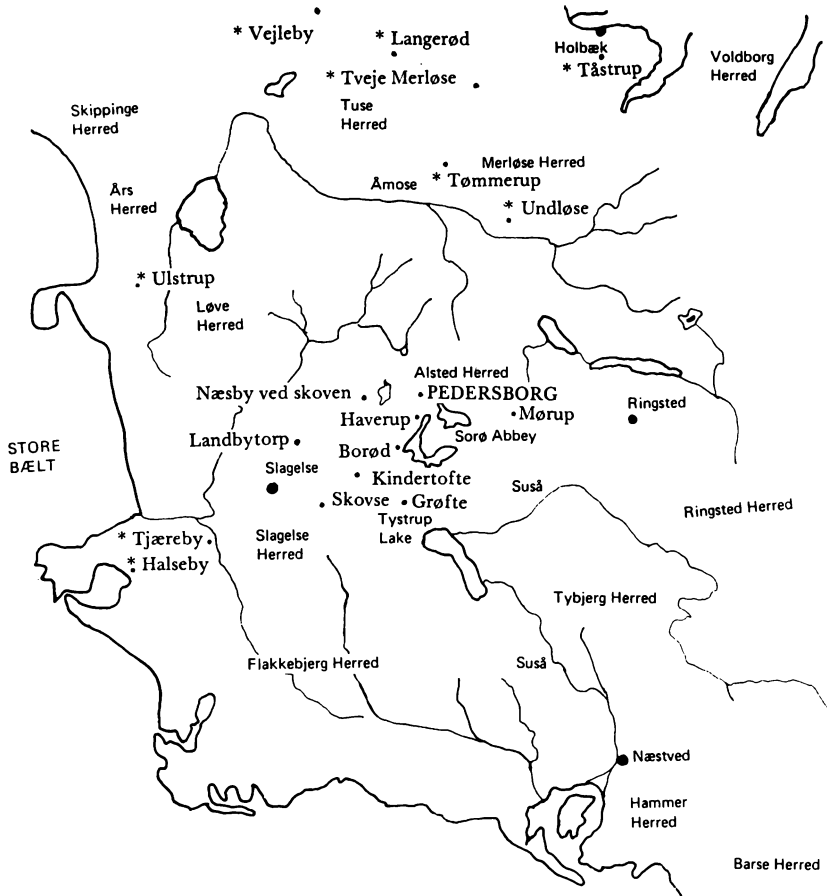 * Vejleby
* Langerød
Holbæk
* Tåstrup
Voldborg
Herred
* Tveje Merløse
Tuse
Herred
Skippinge
Herred
Merløse Herred
* Tømmerup
Åmose
Års
Herred
* Undløse
* Ulstrup
Løve
Herred
Alsted Herred
Næsby ved skoven
PEDERSBORG
Haverup
Mørup
Ringsted
Sorø Abbey
Landbytorp
Borød
STORE
BÆLT
Slagelse
Kindertofte
Skovse
Grøfte
Suså
Ringsted Herred
Tystrup
Lake
* Tjæreby
Slagelse
Herred
* Halseby
Tybjerg Herred
Flakkebjerg Herred
Suså
Næstved
Hammer
Herred
Barse Herred